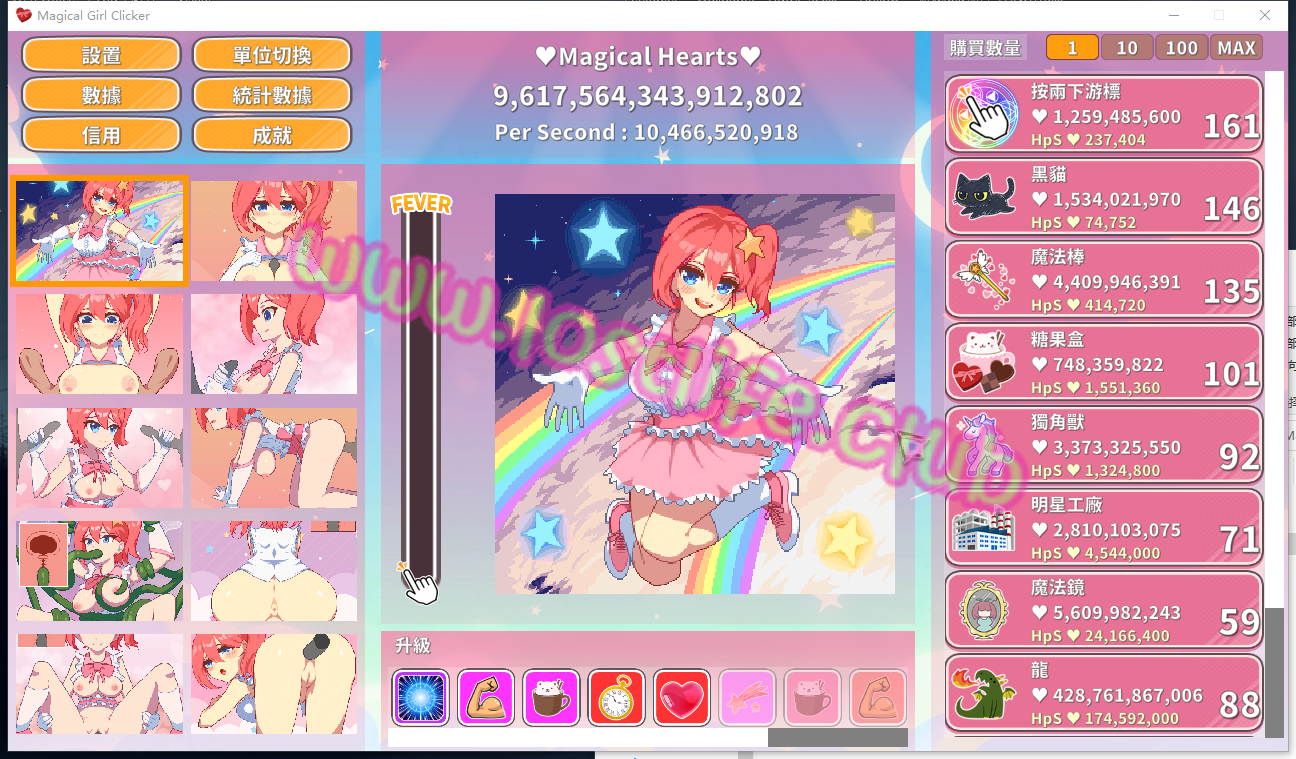 Magical Girl Clicker
設置
單位切換
數據
統計數據
信用
成就
♥Magical Hearts♥
9,617,564,343,912,802
Per Second : 10,466,520,918
FEVER
升級
購買數量
1
10
100
MAX
按兩下游標
♥ 1,259,485,600
HpS ♥ 237,404
161
黑貓
♥ 1,534,021,970
HpS ♥ 74,752
146
魔法棒
♥ 4,409,946,391
HpS ♥ 414,720
135
糖果盒
♥ 748,359,822
HpS ♥ 1,551,360
101
獨角獸
♥ 3,373,325,550
HpS ♥ 1,324,800
92
明星工廠
♥ 2,810,103,075
HpS ♥ 4,544,000
71
魔法鏡
♥ 5,609,982,243
HpS ♥ 24,166,400
59
龍
♥ 428,761,867,006
HpS ♥ 174,592,000
88